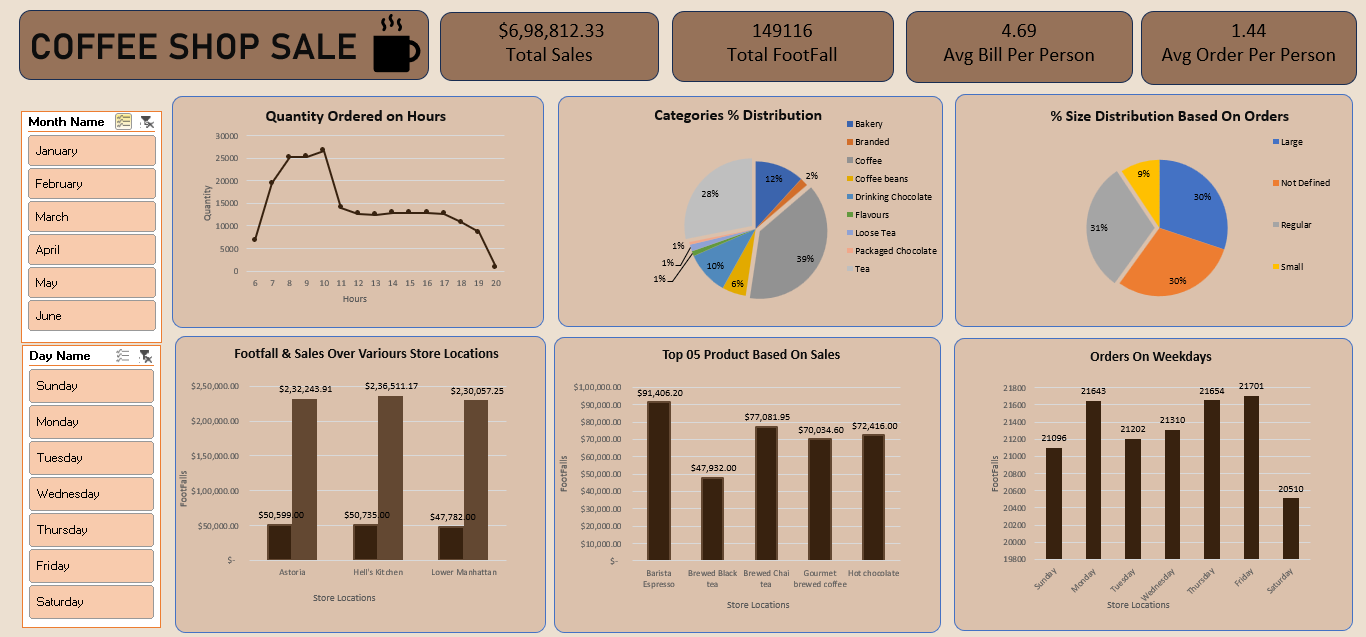 COFFEE SHOP SALE
$6,98,812.33
Total Sales
149116
Total FootFall
4.69
Avg Bill Per Person
1.44
Avg Order Per Person
Month Name
January
February
March
April
May
June
Day Name
Sunday
Monday
Tuesday
Wednesday
Thursday
Friday
Saturday
Quantity Ordered on Hours
Quantity
30000
25000
20000
15000
10000
5000
0
6 7 8 9 10 11 12 13 14 15 16 17 18 19 20
Hours
Categories % Distribution
12%
2%
39%
6%
10%
1%
1%
1%
28%
Bakery
Branded
Coffee
Coffee beans
Drinking Chocolate
Flavours
Loose Tea
Packaged Chocolate
Tea
% Size Distribution Based On Orders
30%
30%
31%
9%
Large
Not Defined
Regular
Small
Footfall & Sales Over Variours Store Locations
FootFalls
$2,50,000.00
$2,00,000.00
$1,50,000.00
$1,00,000.00
$50,000.00
$-
$2,32,243.91
$2,36,511.17
$2,30,057.25
$50,599.00
$50,735.00
$47,782.00
Astoria
Hell's Kitchen
Lower Manhattan
Store Locations
Top 05 Product Based On Sales
FootFalls
$1,00,000.00
$90,000.00
$80,000.00
$70,000.00
$60,000.00
$50,000.00
$40,000.00
$30,000.00
$20,000.00
$10,000.00
$-
$91,406.20
$47,932.00
$77,081.95
$70,034.60
$72,416.00
Barista
Espresso
Brewed Black
tea
Brewed Chai
tea
Gourmet
brewed coffee
Hot chocolate
Store Locations
Orders On Weekdays
FootFalls
21800
21600
21400
21200
21000
20800
20600
20400
20200
20000
19800
21096
21643
21202
21310
21654
21701
20510
Sunday
Monday
Tuesday
Wednesday
Thursday
Friday
Saturday
Store Locations